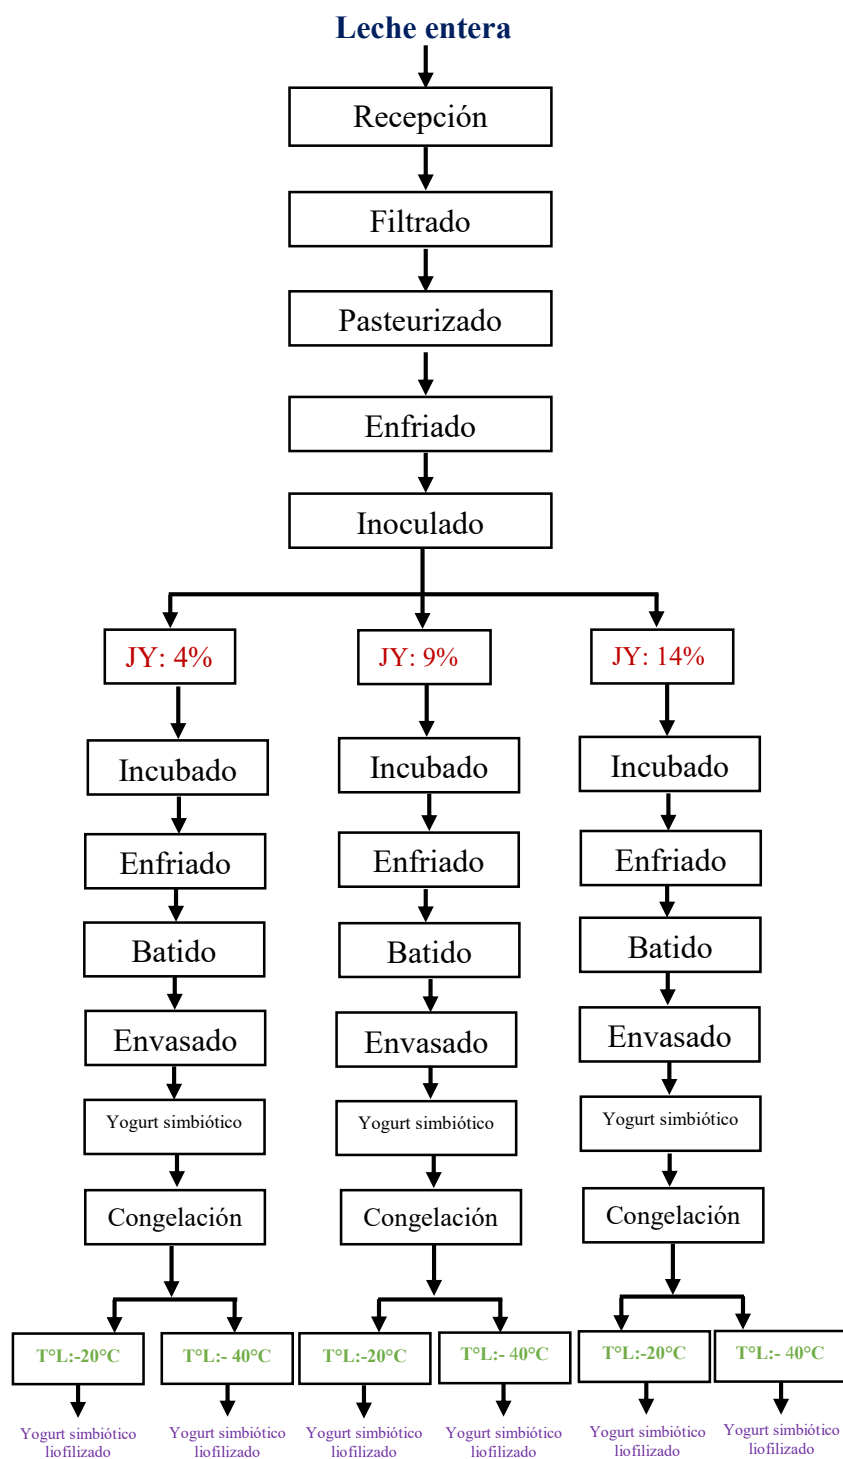 Leche entera
Recepción
Filtrado
Pasteurizado
Enfriado
Inoculado
JY: 4%
JY: 9%
JY: 14%
Incubado
Incubado
Incubado
Enfriado
Enfriado
Enfriado
Batido
Batido
Batido
Envasado
Envasado
Envasado
Yogurt simbiótico
Yogurt simbiótico
Yogurt simbiótico
Congelación
Congelación
Congelación
T°L:-20°C
T°L:- 40°C
T°L:-20°C
T°L:- 40°C
T°L:-20°C
T°L:- 40°C
Yogurt simbiótico
liofilizado
Yogurt simbiótico
liofilizado
Yogurt simbiótico
liofilizado
Yogurt simbiótico
liofilizado
Yogurt simbiótico
liofilizado
Yogurt simbiótico
liofilizado